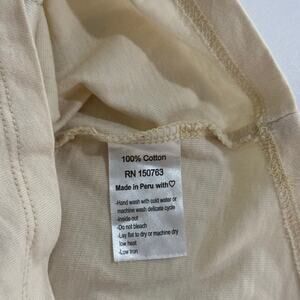 100% Cotton
RN 150763
Made in Peru with♡
-Hand wash with cold water or
machine wash delicate cycle
-Inside out
-Do not bleach
-Lay flat to dry or machine dry
low heat
-Low iron